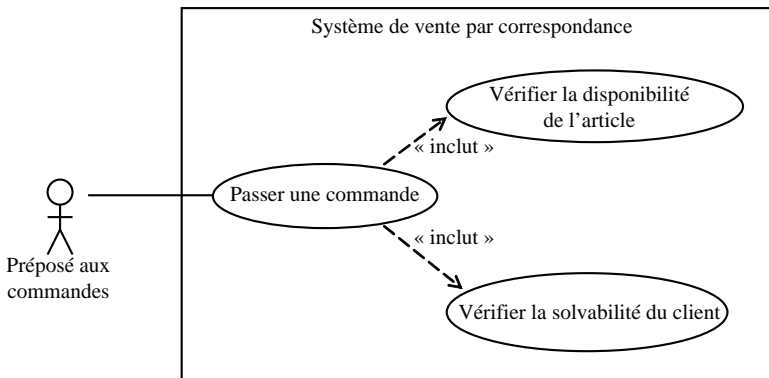 Système de vente par correspondance
Vérifier la disponibilité
de l’article
« inclut »
Passer une commande
« inclut »
Préposé aux
commandes
Vérifier la solvabilité du client